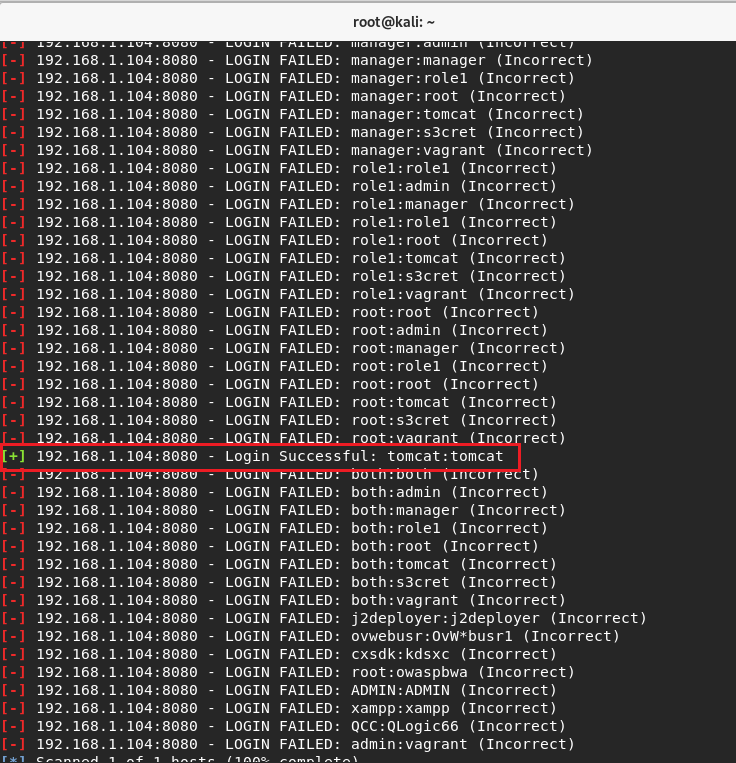 root@kali: ~
[-] 192.168.1.104:8080 - LOGIN FAILED: manager:admin (Incorrect)
[-] 192.168.1.104:8080 - LOGIN FAILED: manager:manager (Incorrect)
[-] 192.168.1.104:8080 - LOGIN FAILED: manager:role1 (Incorrect)
[-] 192.168.1.104:8080 - LOGIN FAILED: manager:root (Incorrect)
[-] 192.168.1.104:8080 - LOGIN FAILED: manager:tomcat (Incorrect)
[-] 192.168.1.104:8080 - LOGIN FAILED: manager:s3cret (Incorrect)
[-] 192.168.1.104:8080 - LOGIN FAILED: manager:vagrant (Incorrect)
[-] 192.168.1.104:8080 - LOGIN FAILED: role1:role1 (Incorrect)
[-] 192.168.1.104:8080 - LOGIN FAILED: role1:admin (Incorrect)
[-] 192.168.1.104:8080 - LOGIN FAILED: role1:manager (Incorrect)
[-] 192.168.1.104:8080 - LOGIN FAILED: role1:role1 (Incorrect)
[-] 192.168.1.104:8080 - LOGIN FAILED: role1:root (Incorrect)
[-] 192.168.1.104:8080 - LOGIN FAILED: role1:tomcat (Incorrect)
[-] 192.168.1.104:8080 - LOGIN FAILED: role1:s3cret (Incorrect)
[-] 192.168.1.104:8080 - LOGIN FAILED: role1:vagrant (Incorrect)
[-] 192.168.1.104:8080 - LOGIN FAILED: root:root (Incorrect)
[-] 192.168.1.104:8080 - LOGIN FAILED: root:admin (Incorrect)
[-] 192.168.1.104:8080 - LOGIN FAILED: root:manager (Incorrect)
[-] 192.168.1.104:8080 - LOGIN FAILED: root:role1 (Incorrect)
[-] 192.168.1.104:8080 - LOGIN FAILED: root:root (Incorrect)
[-] 192.168.1.104:8080 - LOGIN FAILED: root:tomcat (Incorrect)
[-] 192.168.1.104:8080 - LOGIN FAILED: root:s3cret (Incorrect)
[-] 192.168.1.104:8080 - LOGIN FAILED: root:vagrant (Incorrect)
[+] 192.168.1.104:8080 - Login Successful: tomcat:tomcat
[-] 192.168.1.104:8080 - LOGIN FAILED: both:both (Incorrect)
[-] 192.168.1.104:8080 - LOGIN FAILED: both:admin (Incorrect)
[-] 192.168.1.104:8080 - LOGIN FAILED: both:manager (Incorrect)
[-] 192.168.1.104:8080 - LOGIN FAILED: both:role1 (Incorrect)
[-] 192.168.1.104:8080 - LOGIN FAILED: both:root (Incorrect)
[-] 192.168.1.104:8080 - LOGIN FAILED: both:tomcat (Incorrect)
[-] 192.168.1.104:8080 - LOGIN FAILED: both:s3cret (Incorrect)
[-] 192.168.1.104:8080 - LOGIN FAILED: both:vagrant (Incorrect)
[-] 192.168.1.104:8080 - LOGIN FAILED: j2deployer:j2deployer (Incorrect)
[-] 192.168.1.104:8080 - LOGIN FAILED: ovwebusr:OvW*busr1 (Incorrect)
[-] 192.168.1.104:8080 - LOGIN FAILED: cxsdk:kdsxc (Incorrect)
[-] 192.168.1.104:8080 - LOGIN FAILED: root:owaspbwa (Incorrect)
[-] 192.168.1.104:8080 - LOGIN FAILED: ADMIN:ADMIN (Incorrect)
[-] 192.168.1.104:8080 - LOGIN FAILED: xampp:xampp (Incorrect)
[-] 192.168.1.104:8080 - LOGIN FAILED: QCC:QLogic66 (Incorrect)
[-] 192.168.1.104:8080 - LOGIN FAILED: admin:vagrant (Incorrect)
[*] Scanned 1 of 1 hosts (100% complete)